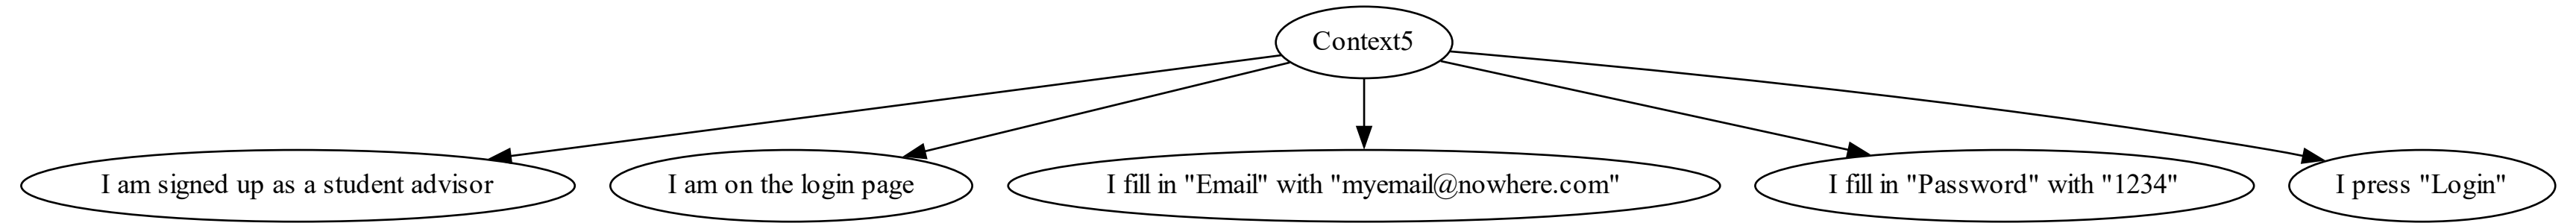 Context5
I am signed up as a student advisor
I am on the login page
I fill in "Email" with "myemail@nowhere.com"
I fill in "Password" with "1234"
I press "Login"